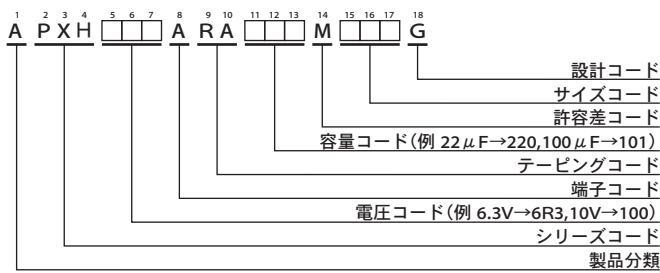 1 2 3 4 5 6 7 8 9 10 11 12 13 14 15 16 17 18
A PXH □□□ A RA □□□ M □□□ G
設計コード
サイズコード
許容差コード
容量コード(例 22μF→220,100μF→101)
テーピングコード
端子コード
電圧コード(例 6.3V→6R3,10V→100)
シリーズコード
製品分類